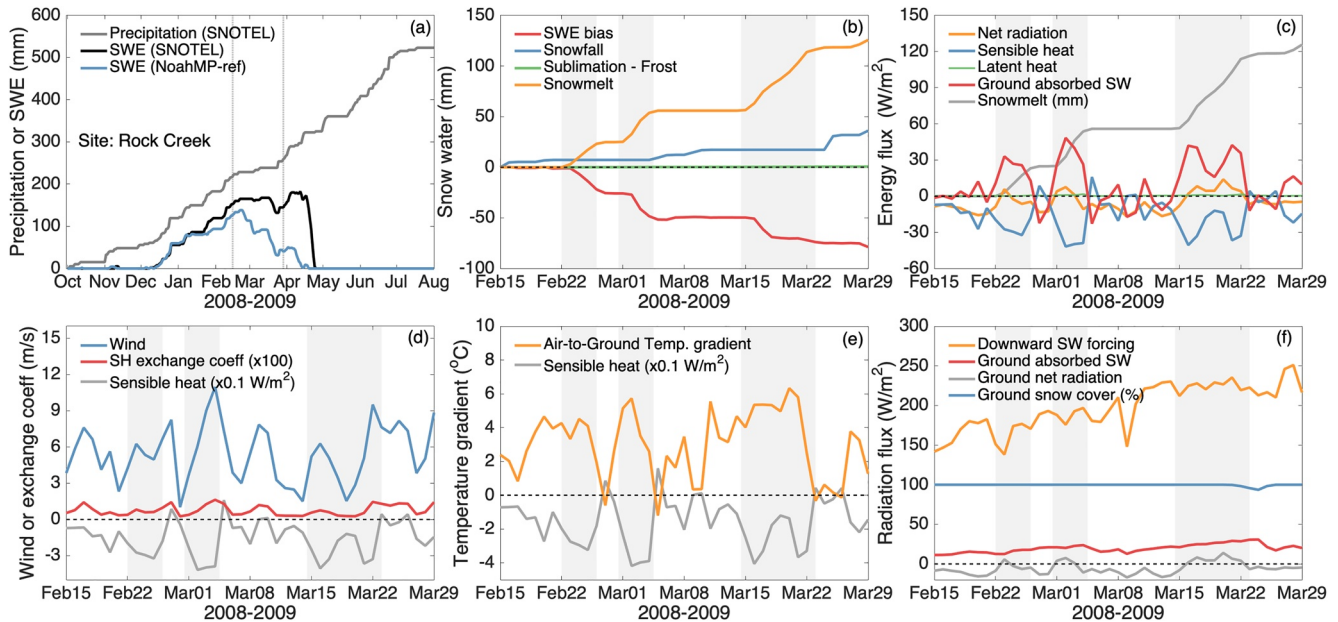 (a)
Precipitation (SNOTEL)
SWE (SNOTEL)
SWE (NoahMP-ref)
Site: Rock Creek
Precipitation or SWE (mm)
600
500
400
300
200
100
0
Oct Nov Dec Jan Feb Mar Apr May Jun Jul Aug
2008-2009
(b)
SWE bias
Snowfall
Sublimation - Frost
Snowmelt
Snow water (mm)
150
100
50
0
-50
-100
Feb15 Feb22 Mar01 Mar08 Mar15 Mar22 Mar29
2008-2009
(c)
Net radiation
Sensible heat
Latent heat
Ground absorbed SW
Snowmelt (mm)
Energy flux (W/m²)
150
120
90
60
30
0
-30
-60
Feb15 Feb22 Mar01 Mar08 Mar15 Mar22 Mar29
2008-2009
(d)
Wind
SH exchange coeff (x100)
Sensible heat (x0.1 W/m²)
Wind or exchange coeff (m/s)
15
12
9
6
3
0
-3
Feb15 Feb22 Mar01 Mar08 Mar15 Mar22 Mar29
2008-2009
(e)
Air-to-Ground Temp. gradient
Sensible heat (x0.1 W/m²)
Temperature gradient (°C)
10
8
6
4
2
0
-2
-4
Feb15 Feb22 Mar01 Mar08 Mar15 Mar22 Mar29
2008-2009
(f)
Downward SW forcing
Ground absorbed SW
Ground net radiation
Ground snow cover (%)
Radiation flux (W/m²)
300
250
200
150
100
50
0
Feb15 Feb22 Mar01 Mar08 Mar15 Mar22 Mar29
2008-2009